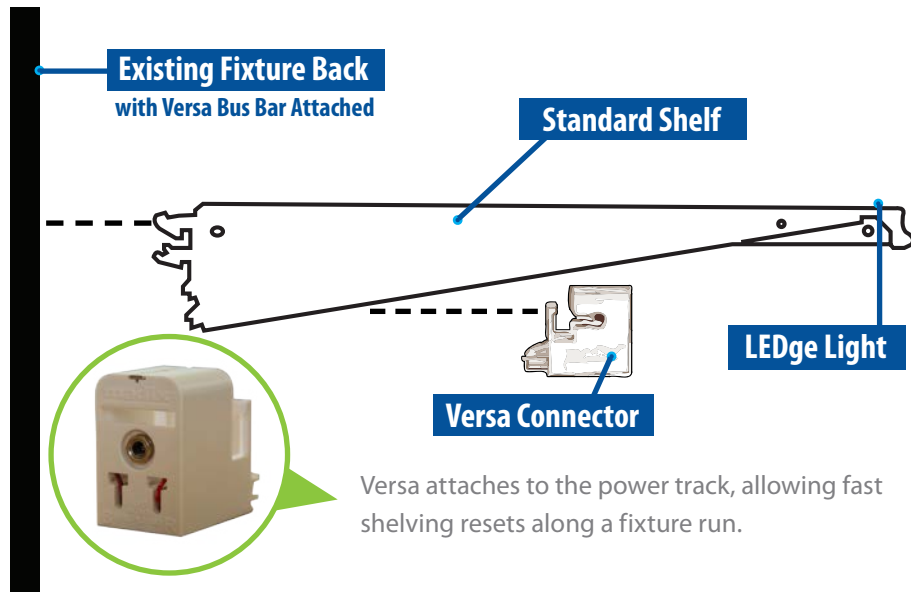 Existing Fixture Back
with Versa Bus Bar Attached
Standard Shelf
LEDge Light
Versa Connector
Versa attaches to the power track, allowing fast
shelving resets along a fixture run.